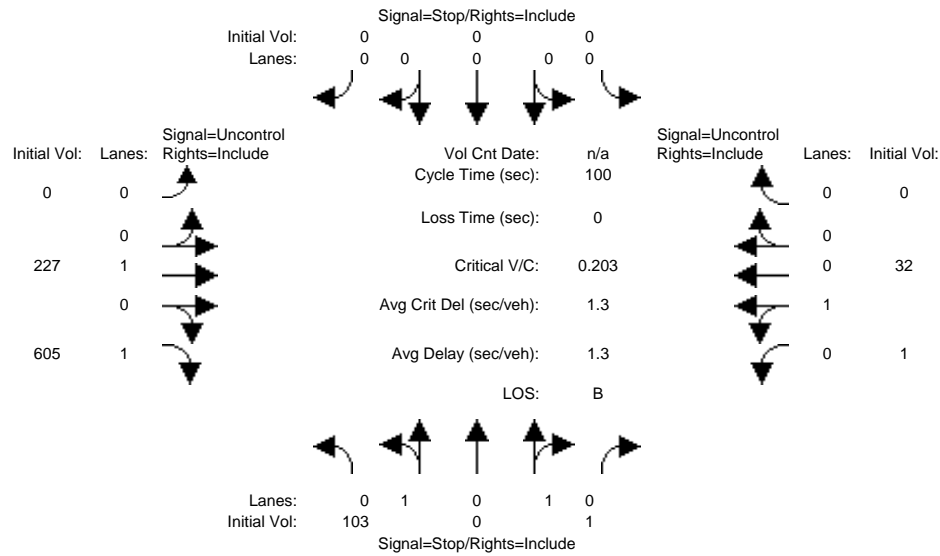 Signal=Stop/Rights=Include
Initial Vol: 0 0 0
Lanes: 0 0 0 0 0
Signal=Uncontrol
Initial Vol: Lanes: Rights=Include
0 0
0
227 1
0
605 1
Vol Cnt Date: n/a
Cycle Time (sec): 100
Loss Time (sec): 0
Critical V/C: 0.203
Avg Crit Del (sec/veh): 1.3
Avg Delay (sec/veh): 1.3
LOS: B
Signal=Uncontrol
Rights=Include Lanes: Initial Vol:
0 0
0
0 32
1
0 1
Lanes: 0 1 0 1 0
Initial Vol: 103 0 1
Signal=Stop/Rights=Include